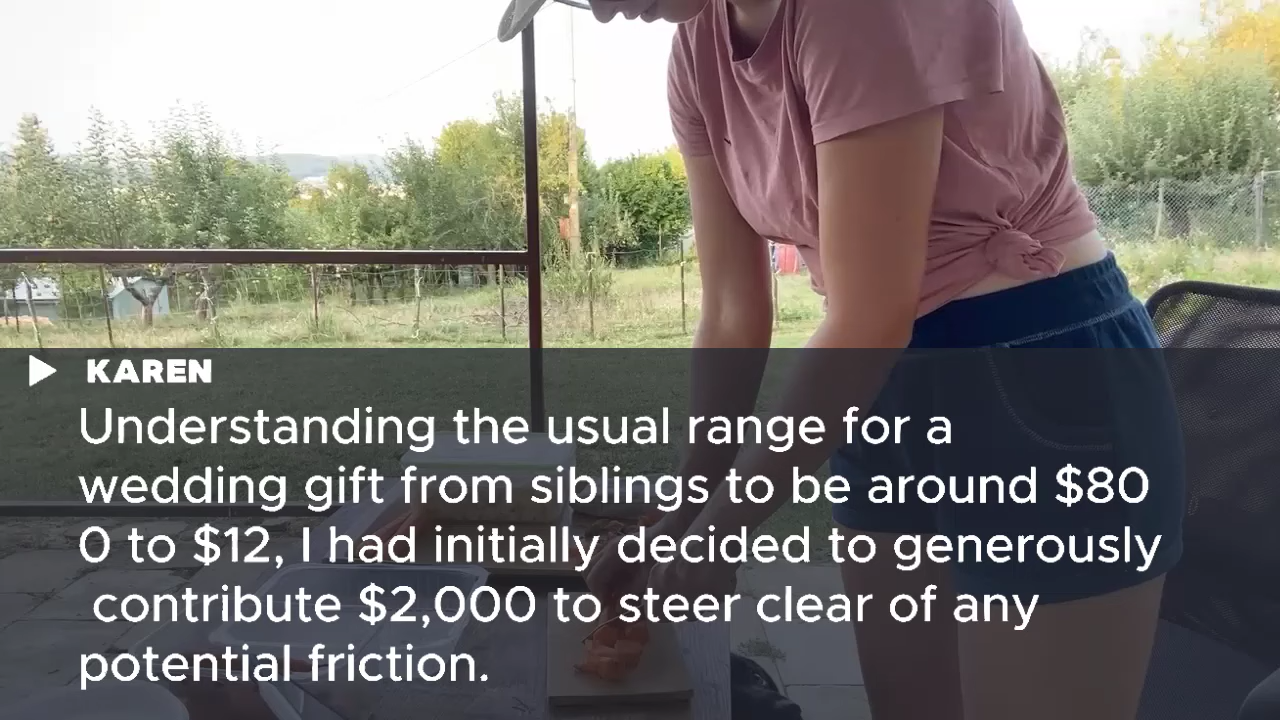 KAREN
Understanding the usual range for a
wedding gift from siblings to be around $80
0 to $12, I had initially decided to generously
contribute $2,000 to steer clear of any
potential friction.